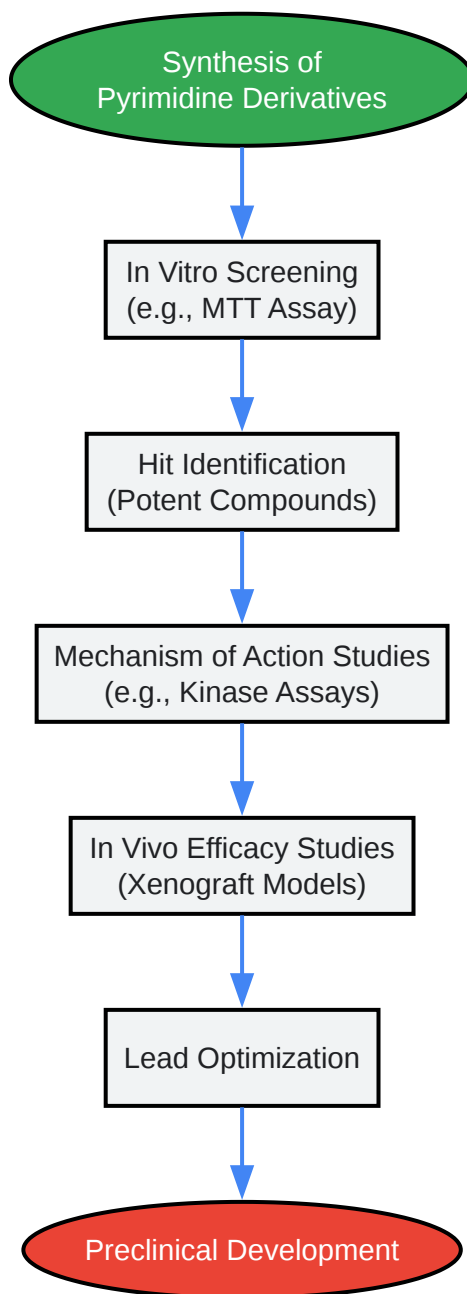 Synthesis of
Pyrimidine Derivatives
In Vitro Screening
(e.g., MTT Assay)
Hit Identification
(Potent Compounds)
Mechanism of Action Studies
(e.g., Kinase Assays)
In Vivo Efficacy Studies
(Xenograft Models)
Lead Optimization
Preclinical Development